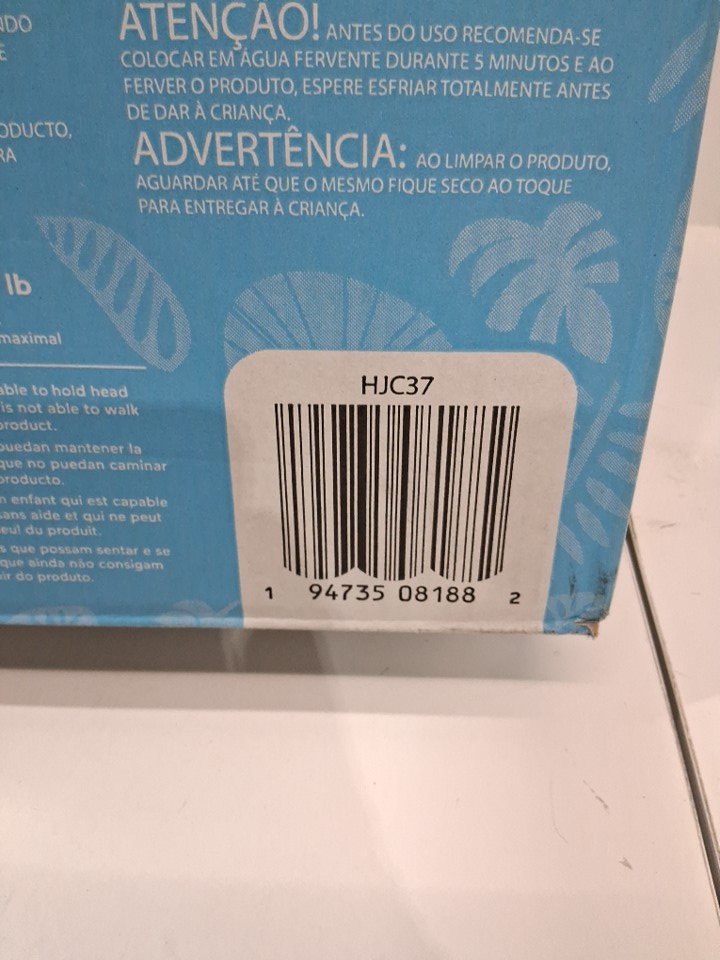 ATENÇÃO! ANTES DO USO RECOMENDA-SE
COLOCAR EM ÁGUA FERVENTE DURANTE 5 MINUTOS E AO
FERVER O PRODUTO, ESPERE ESFRIAR TOTALMENTE ANTES
DE DAR À CRIANÇA.
ADVERTÊNCIA: AO LIMPAR O PRODUTO,
AGUARDAR ATÉ QUE O MESMO FIQUE SECO AO TOQUE
PARA ENTREGAR À CRIANÇA.
lb
maximal
able to hold head
is not able to walk
product.
puedan mantener la
que no puedan caminar
producto.
n enfant qui est capable
sans aide et qui ne peut
seul du produit.
s que possam sentar e se
que ainda não consigam
ir do produto.
HJC37
1 94735 08188 2